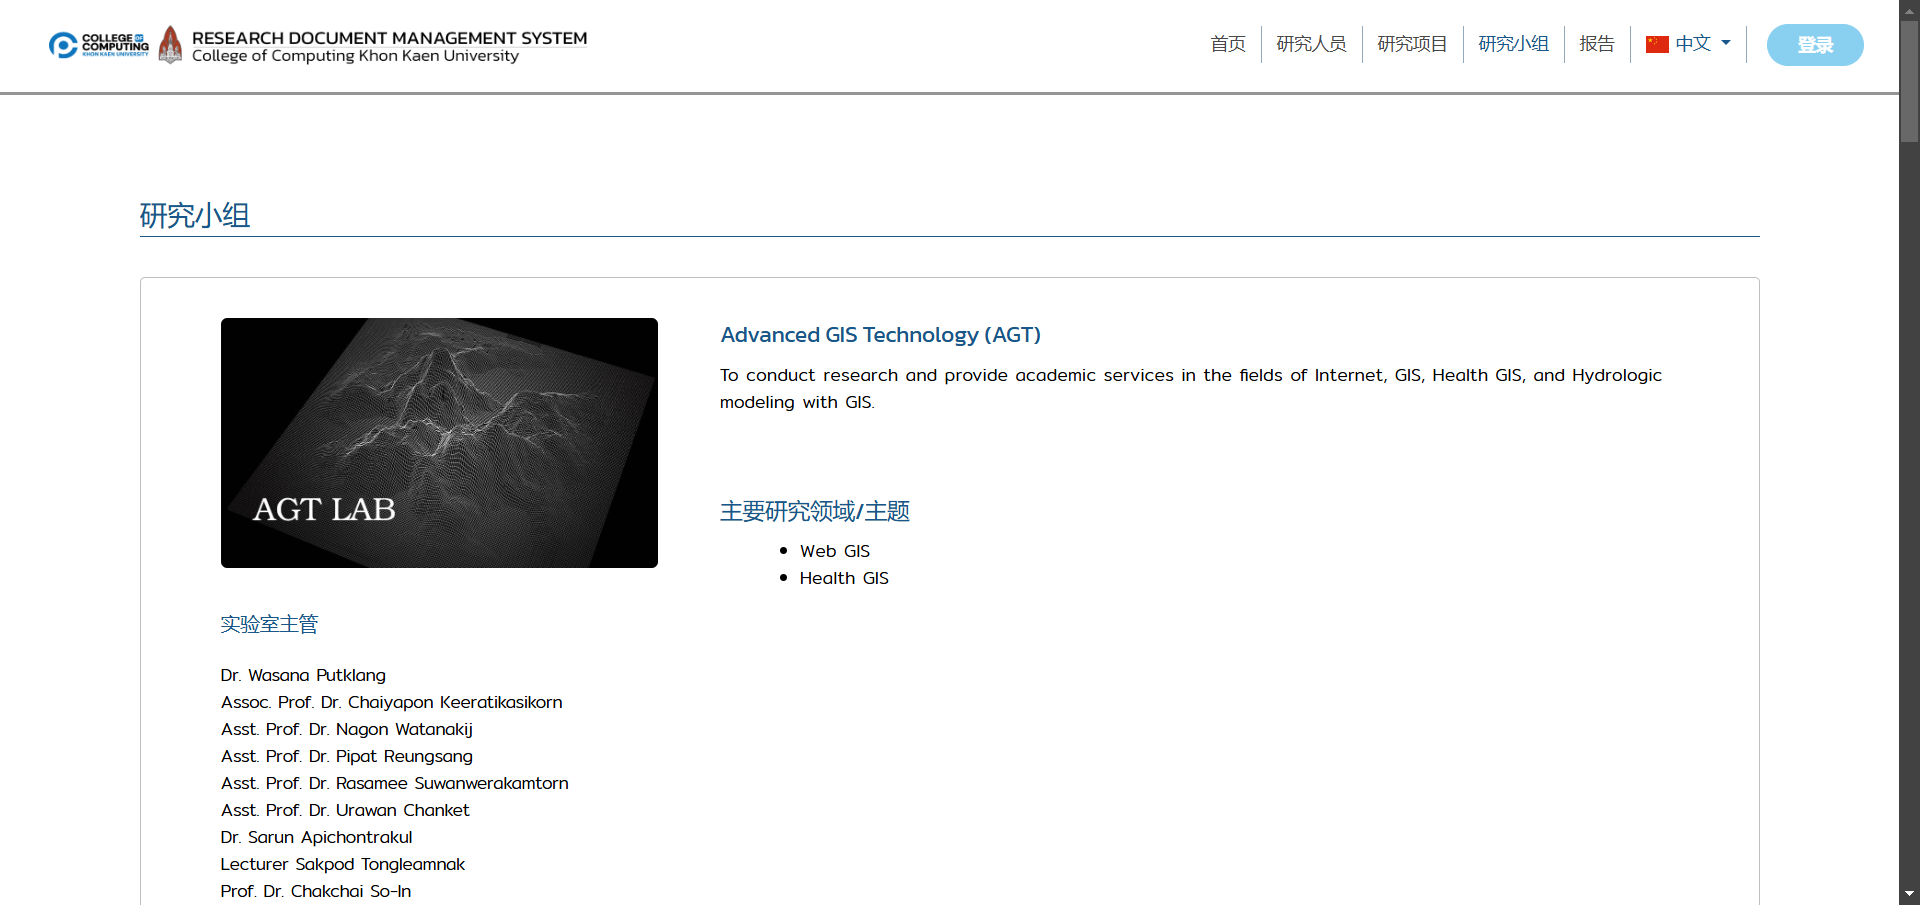 COLLEGE OF
COMPUTING
KHON KAEN UNIVERSITY
RESEARCH DOCUMENT MANAGEMENT SYSTEM
College of Computing Khon Kaen University
首页
研究人员
研究项目
研究小组
报告
中文
登录
研究小组
AGT LAB
Advanced GIS Technology (AGT)
To conduct research and provide academic services in the fields of Internet, GIS, Health GIS, and Hydrologic
modeling with GIS.
主要研究领域/主题
Web GIS
Health GIS
实验室主管
Dr. Wasana Putklang
Assoc. Prof. Dr. Chaiyapon Keeratikasikorn
Asst. Prof. Dr. Nagon Watanakij
Asst. Prof. Dr. Pipat Reungsang
Asst. Prof. Dr. Rasamee Suwanwerakamtorn
Asst. Prof. Dr. Urawan Chanket
Dr. Sarun Apichontrakul
Lecturer Sakpod Tongleamnak
Prof. Dr. Chakchai So-In